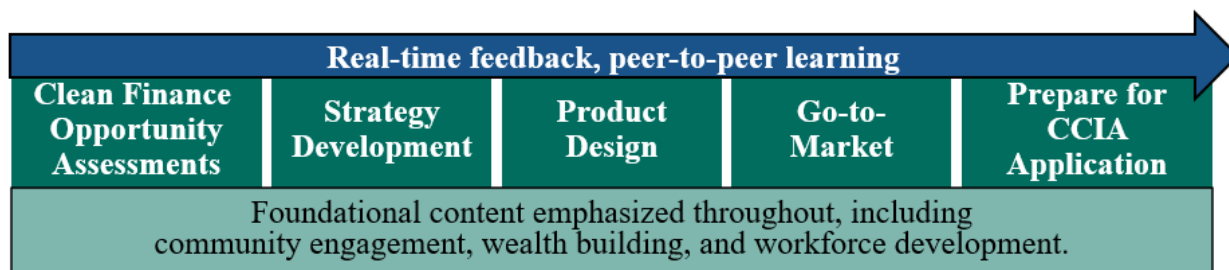 Real-time feedback, peer-to-peer learning
Clean Finance
Opportunity
Assessments
Strategy
Development
Product
Design
Go-to-
Market
Prepare for
CCIA
Application
Foundational content emphasized throughout, including
community engagement, wealth building, and workforce development.